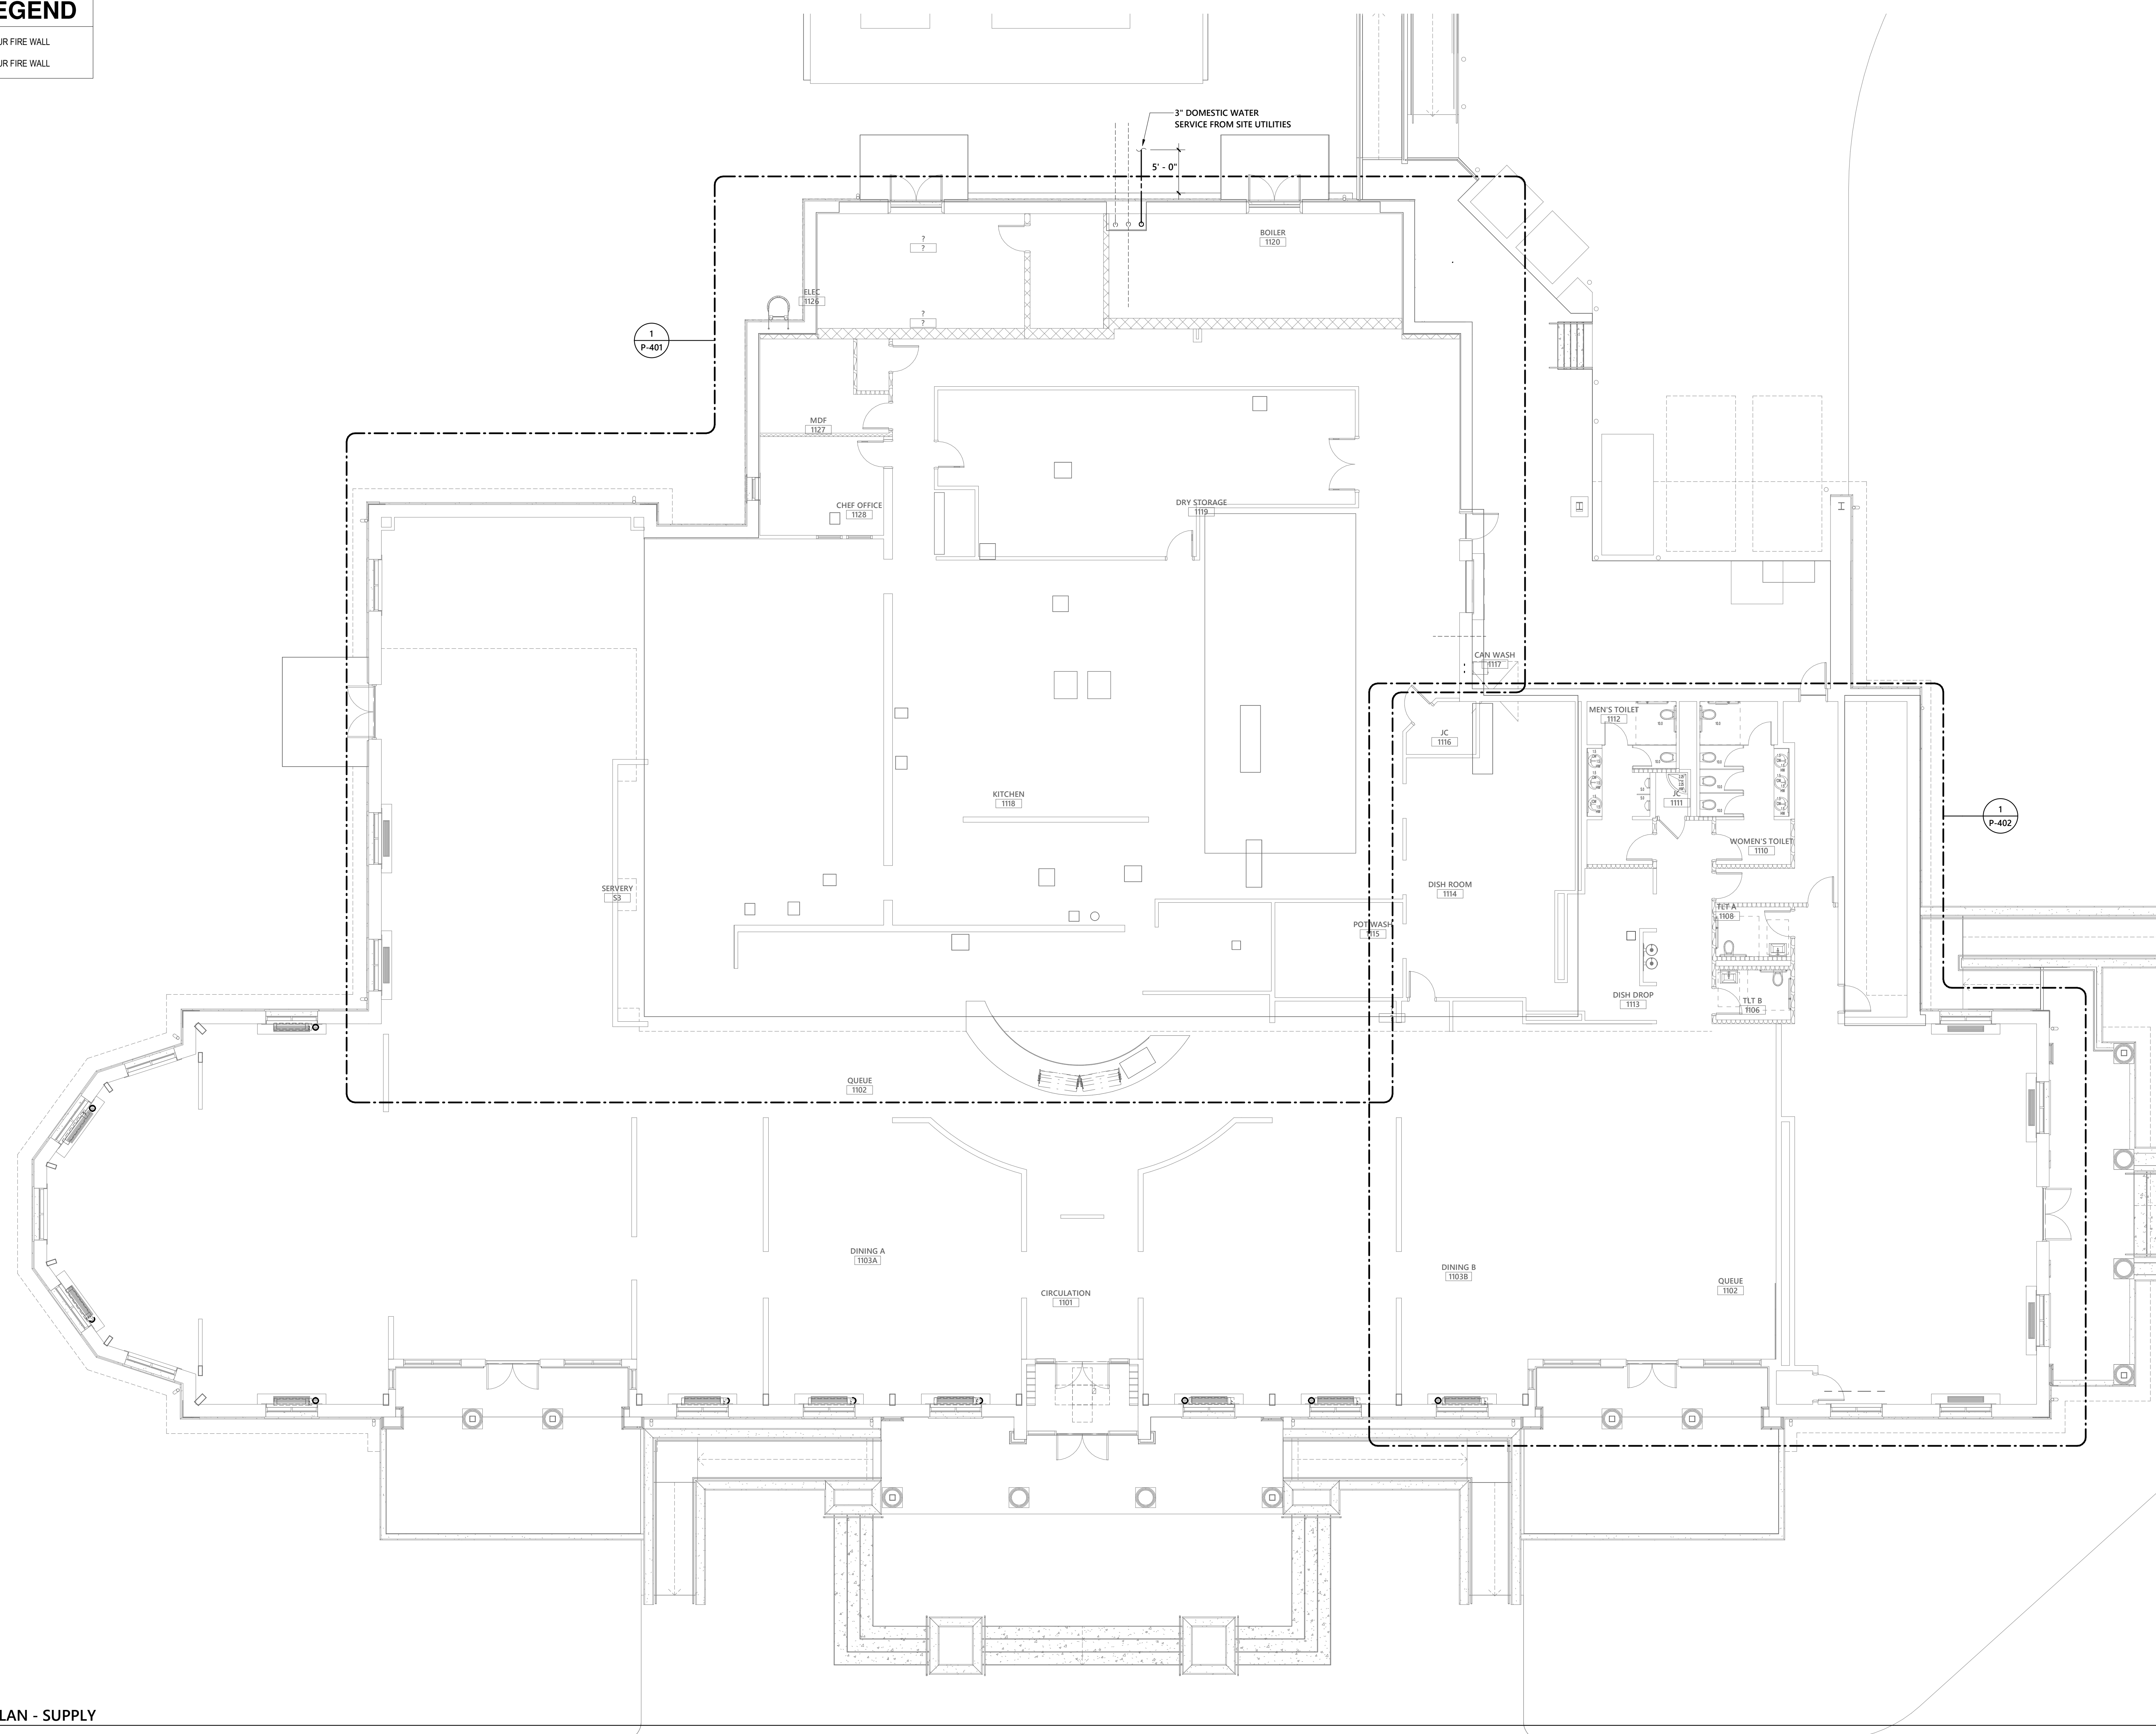 EGEND
UR FIRE WALL
UR FIRE WALL
3" DOMESTIC WATER
SERVICE FROM SITE UTILITIES
5' - 0"
?
?
BOILER
1120
ELEC
1126
?
?
1
P-401
MDF
1127
CHEF OFFICE
1128
DRY STORAGE
1119
CAN WASH
1117
MEN'S TOILET
1112
JC
1116
KITCHEN
1118
JC
1111
1
P-402
WOMEN'S TOILET
1110
SERVERY
S3
DISH ROOM
1114
TLT A
1108
POT WASH
1115
DISH DROP
1113
TLT B
1106
QUEUE
1102
DINING A
1103A
DINING B
1103B
QUEUE
1102
CIRCULATION
1101
LAN - SUPPLY